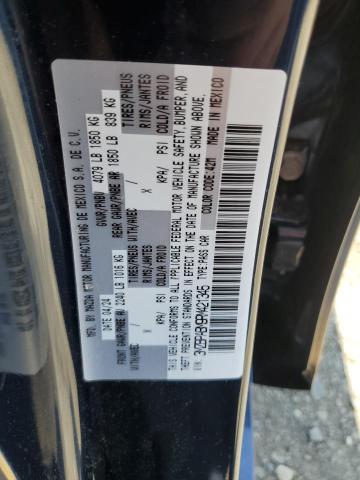 MFD. BY MAZDA MOTOR MANUFACTURING DE MEXICO S.A. DE C.V.
DATE 04/24 GVWR/PNBV 4079 LB 1850 KG
FRONT GAWR/PNBE AV 2240 LB 1016 KG REAR GAWR/PNBE AR 1850 LB 839 KG
WITH/AVEC TIRES/PNEUS WITH/AVEC TIRES/PNEUS
/ X RIMS/JANTES / X RIMS/JANTES
KPA/ PSI COLD/A FROID KPA/ PSI COLD/A FROID
THIS VEHICLE CONFORMS TO ALL APPLICABLE FEDERAL MOTOR VEHICLE SAFETY, BUMPER, AND
THEFT PREVENTION STANDARDS IN EFFECT ON THE DATE OF MANUFACTURE SHOWN ABOVE.
COLOR CODE:42M MADE IN MEXICO
V.I.N.: TYPE:PASS CAR